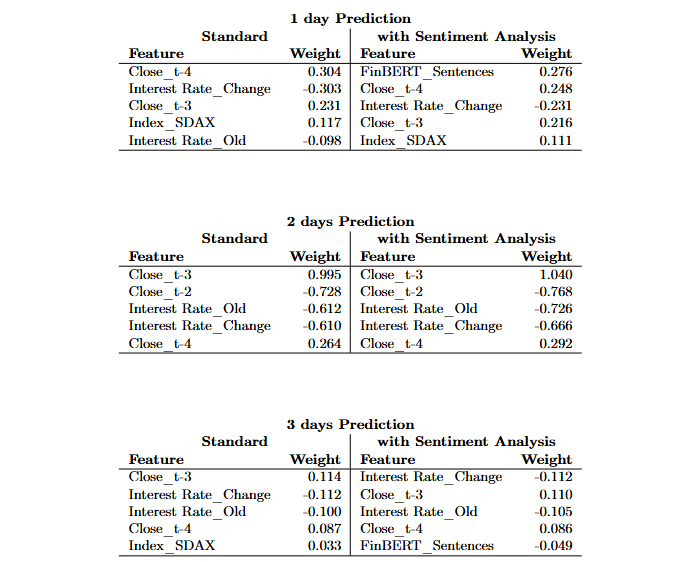 1 day Prediction
Standard with Sentiment Analysis
Feature Weight Feature Weight
Close_t-4 0.304 FinBERT_Sentences 0.276
Interest Rate_Change -0.303 Close_t-4 0.248
Close_t-3 0.231 Interest Rate_Change -0.231
Index_SDAX 0.117 Close_t-3 0.216
Interest Rate_Old -0.098 Index_SDAX 0.111
2 days Prediction
Standard with Sentiment Analysis
Feature Weight Feature Weight
Close_t-3 0.995 Close_t-3 1.040
Close_t-2 -0.728 Close_t-2 -0.768
Interest Rate_Old -0.612 Interest Rate_Old -0.726
Interest Rate_Change -0.610 Interest Rate_Change -0.666
Close_t-4 0.264 Close_t-4 0.292
3 days Prediction
Standard with Sentiment Analysis
Feature Weight Feature Weight
Close_t-3 0.114 Interest Rate_Change -0.112
Interest Rate_Change -0.112 Close_t-3 0.110
Interest Rate_Old -0.100 Interest Rate_Old -0.105
Close_t-4 0.087 Close_t-4 0.086
Index_SDAX 0.033 FinBERT_Sentences -0.049